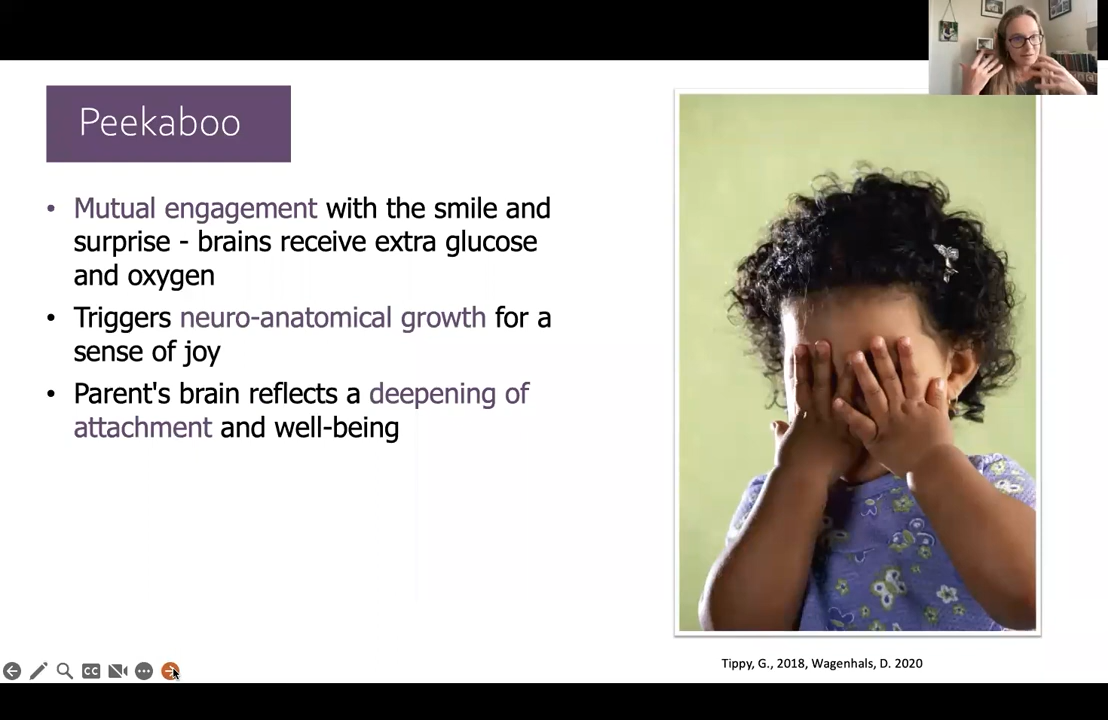 Peekaboo
• Mutual engagement with the smile and
surprise - brains receive extra glucose
and oxygen
• Triggers neuro-anatomical growth for a
sense of joy
• Parent's brain reflects a deepening of
attachment and well-being
Tippy, G., 2018, Wagenhals, D. 2020
CC